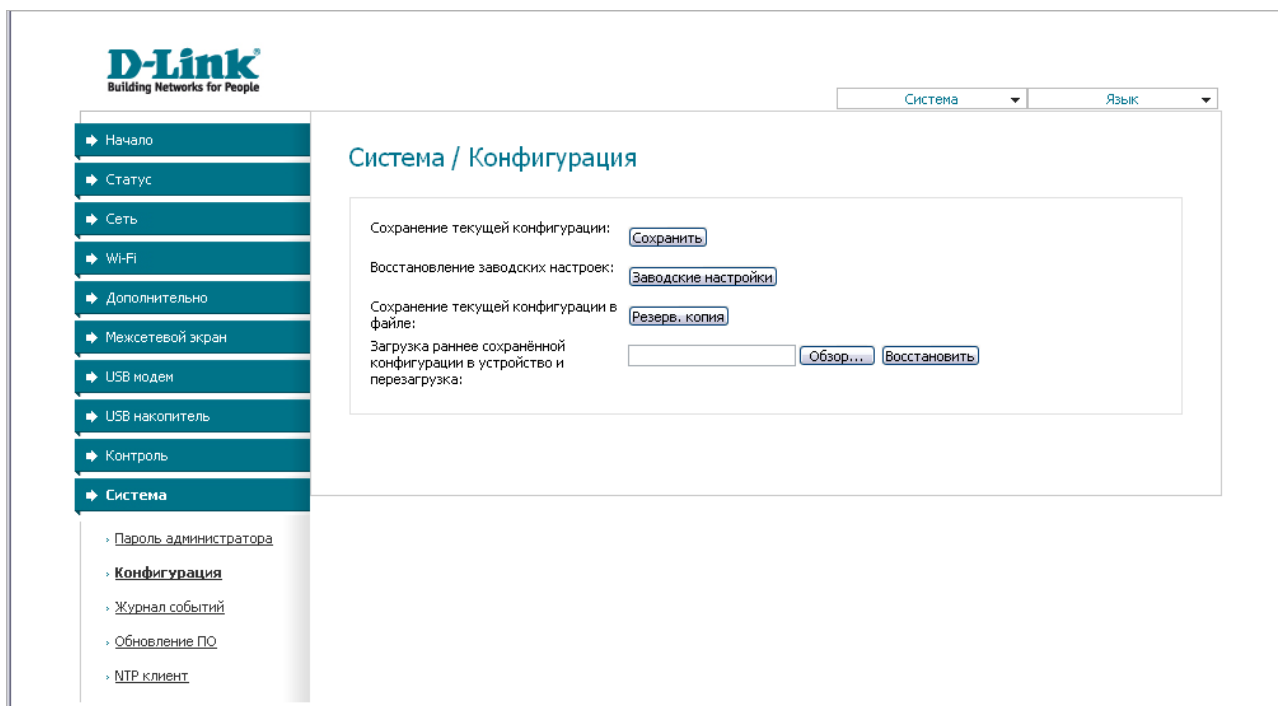 D-Link
Building Networks for People
Система
Язык
Начало
Статус
Сеть
Wi-Fi
Дополнительно
Межсетевой экран
USB модем
USB накопитель
Контроль
Система
Пароль администратора
Конфигурация
Журнал событий
Обновление ПО
NTP клиент
Система / Конфигурация
Сохранение текущей конфигурации:
Сохранить
Восстановление заводских настроек:
Заводские настройки
Сохранение текущей конфигурации в
файле:
Резерв. копия
Загрузка раннее сохранённой
конфигурации в устройство и
перезагрузка:
Обзор...
Восстановить